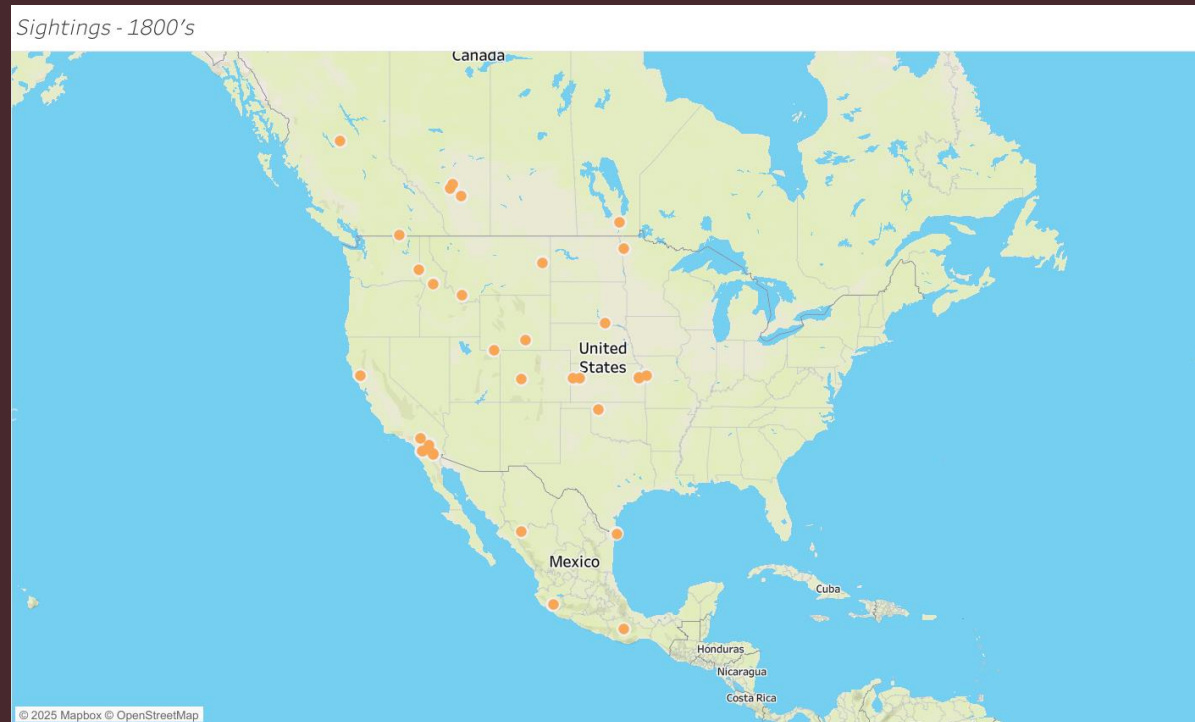 Sightings - 1800's
Canada
United
States
Mexico
Cuba
Honduras
Nicaragua
Costa Rica
© 2025 Mapbox © OpenStreetMap